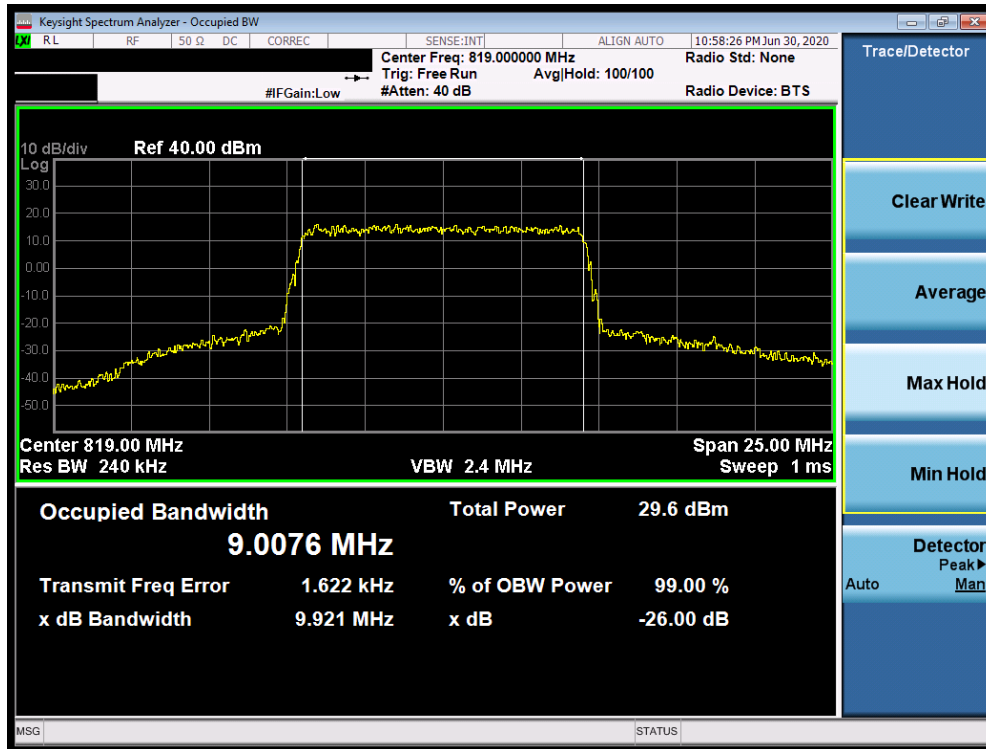 Keysight Spectrum Analyzer - Occupied BW
LXI RL RF 50 Ω DC CORREC SENSE:INT ALIGN AUTO 10:58:26 PM Jun 30, 2020
Center Freq: 819.000000 MHz Radio Std: None
Trig: Free Run Avg|Hold: 100/100
#IFGain:Low #Atten: 40 dB Radio Device: BTS
10 dB/div Ref 40.00 dBm
Log
30.0
20.0
10.0
0.00
-10.0
-20.0
-30.0
-40.0
-50.0
Center 819.00 MHz Span 25.00 MHz
Res BW 240 kHz VBW 2.4 MHz Sweep 1 ms
Occupied Bandwidth Total Power 29.6 dBm
9.0076 MHz
Transmit Freq Error 1.622 kHz % of OBW Power 99.00 %
x dB Bandwidth 9.921 MHz x dB -26.00 dB
MSG STATUS
Trace/Detector
Clear Write
Average
Max Hold
Min Hold
Detector
Peak▶
Auto Man